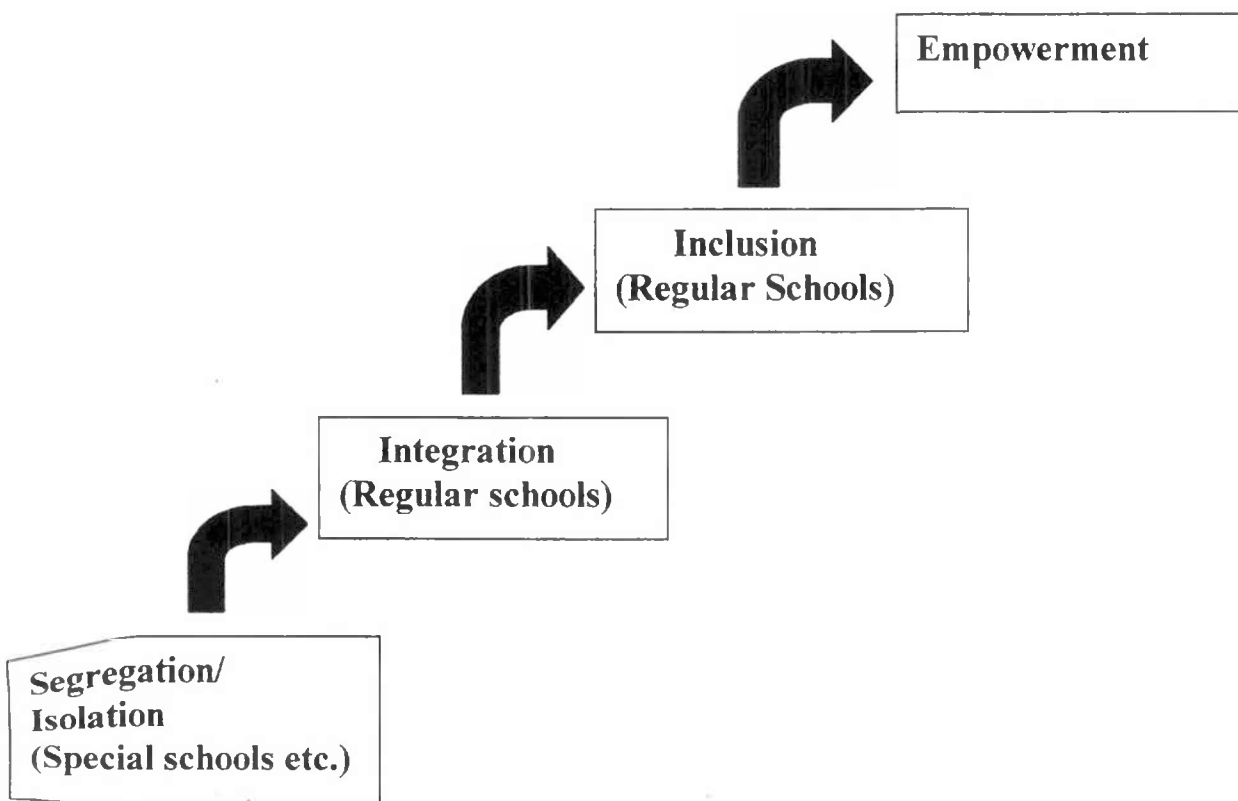 Empowerment
Inclusion
(Regular Schools)
Integration
(Regular schools)
Segregation/
Isolation
(Special schools etc.)